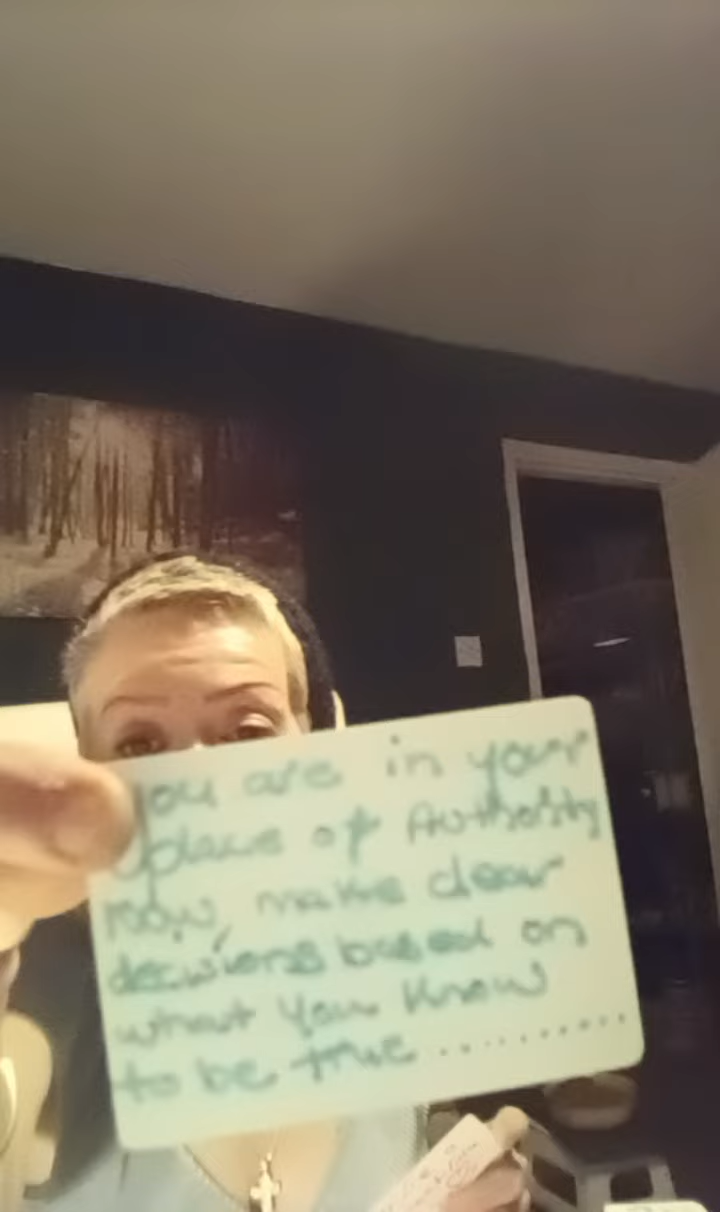 you are in your
place of Authority
Now, make clear
decisions based on
what you know
to be true ..........